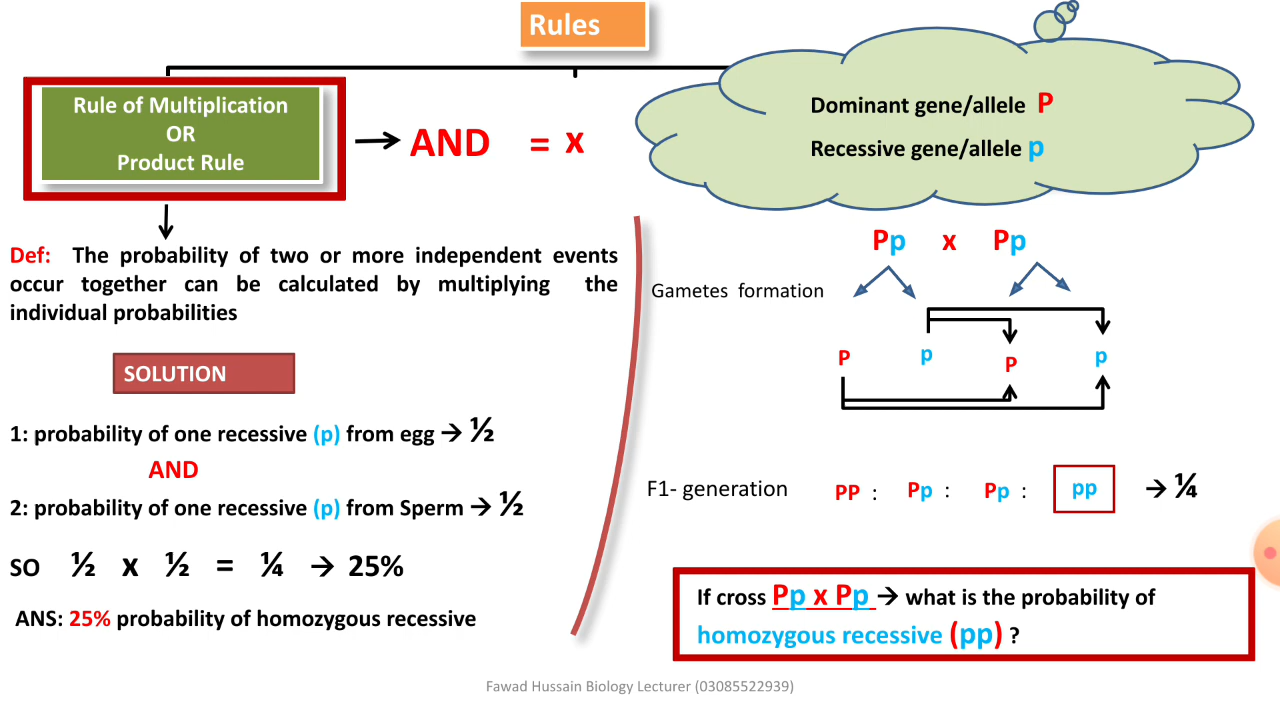 Rules
Rule of Multiplication
OR
Product Rule
AND = x
Dominant gene/allele P
Recessive gene/allele p
Def: The probability of two or more independent events
occur together can be calculated by multiplying the
individual probabilities
SOLUTION
1: probability of one recessive (p) from egg → ½
AND
2: probability of one recessive (p) from Sperm → ½
SO ½ x ½ = ¼ → 25%
ANS: 25% probability of homozygous recessive
Pp x Pp
Gametes formation
P p P p
F1- generation PP : Pp : Pp : pp → ¼
If cross Pp x Pp → what is the probability of
homozygous recessive (pp) ?
Fawad Hussain Biology Lecturer (03085522939)